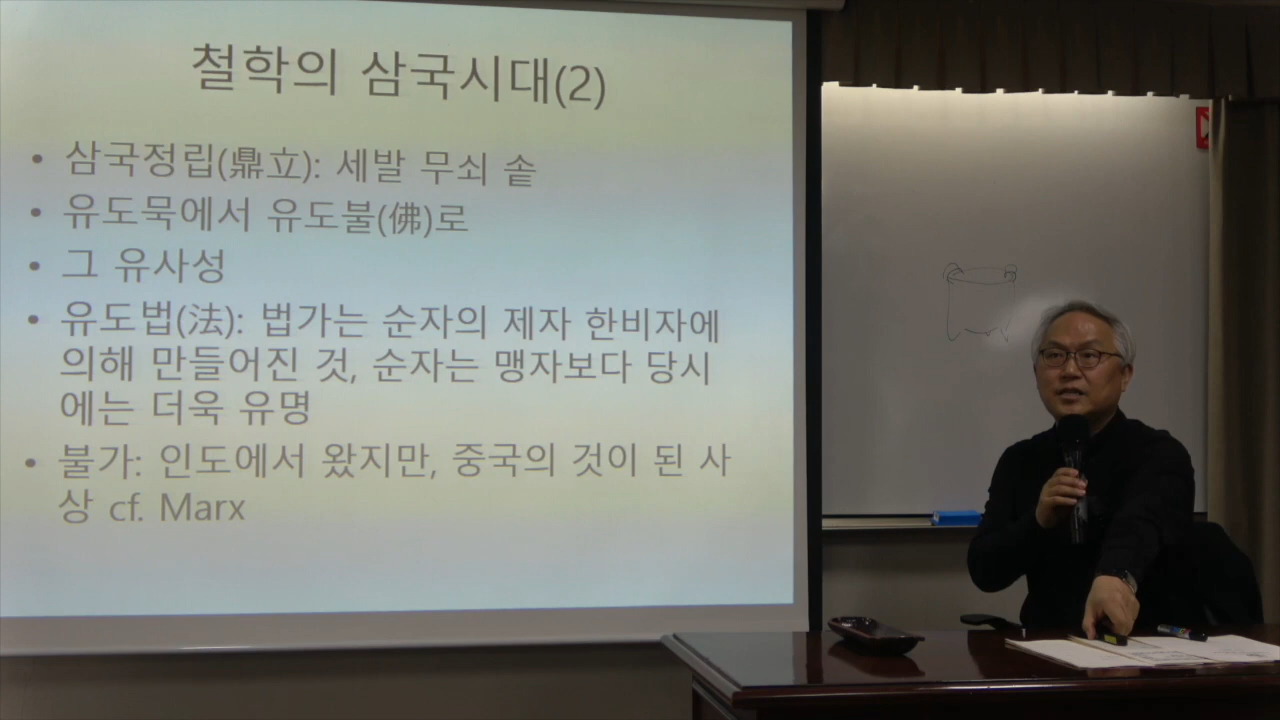 철학의 삼국시대(2)
• 삼국정립(鼎立): 세발 무쇠 솥
• 유도묵에서 유도불(佛)로
• 그 유사성
• 유도법(法): 법가는 순자의 제자 한비자에
의해 만들어진 것, 순자는 맹자보다 당시
에는 더욱 유명
• 불가: 인도에서 왔지만, 중국의 것이 된 사
상 cf. Marx